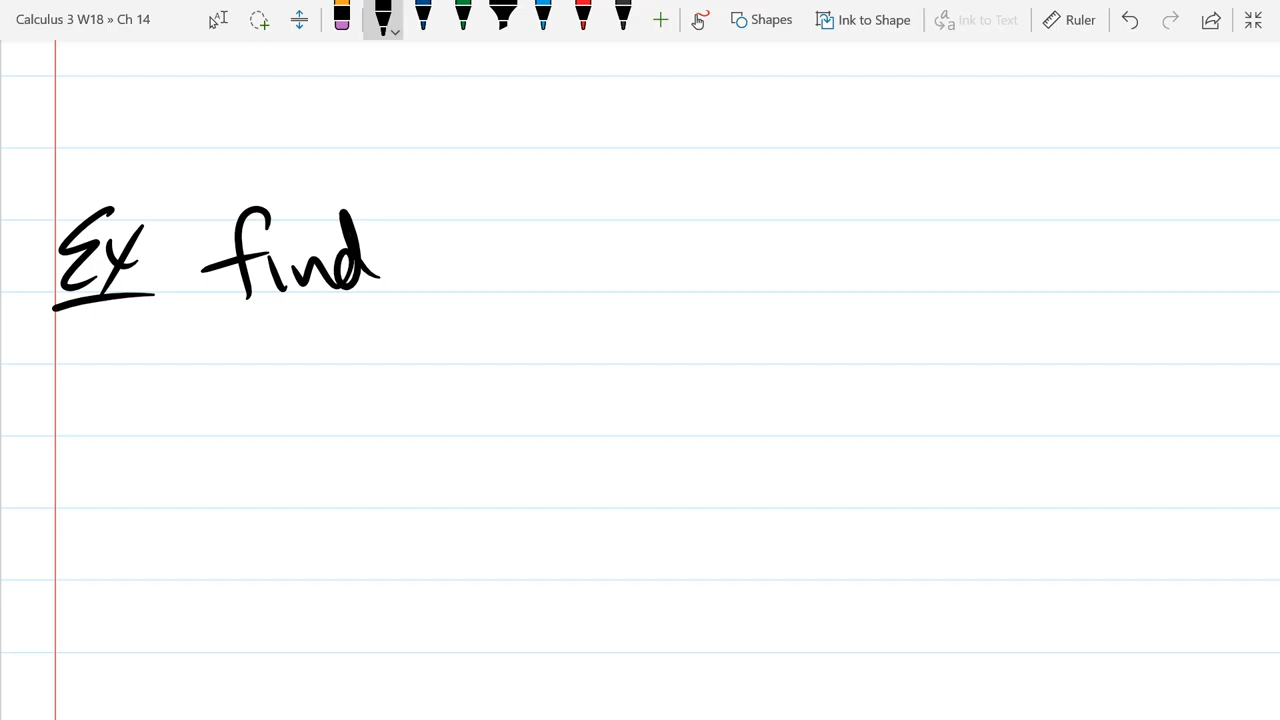 Calculus 3 W18 » Ch 14 Shapes Ink to Shape Ink to Text Ruler
Ex find